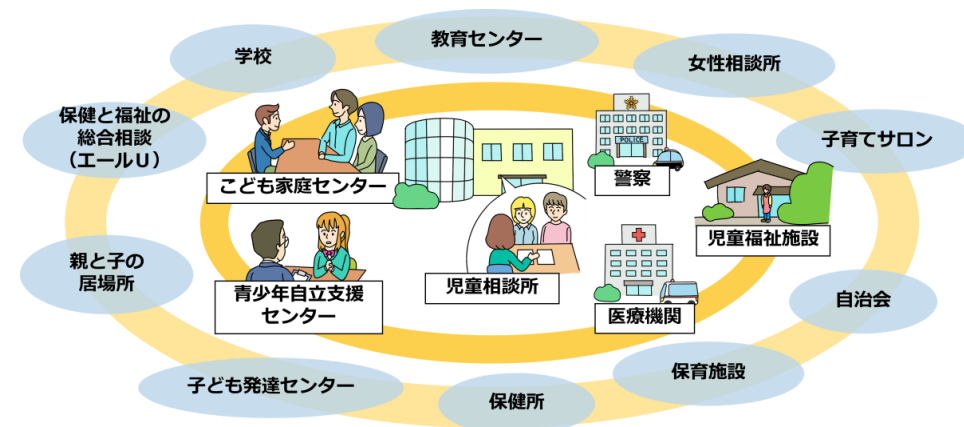 教育センター
学校
女性相談所
保健と福祉の
総合相談
（エールＵ）
子育てサロン
POLICE
こども家庭センター
警察
児童福祉施設
親と子の
居場所
児童相談所
青少年自立支援
センター
医療機関
自治会
保育施設
子ども発達センター
保健所